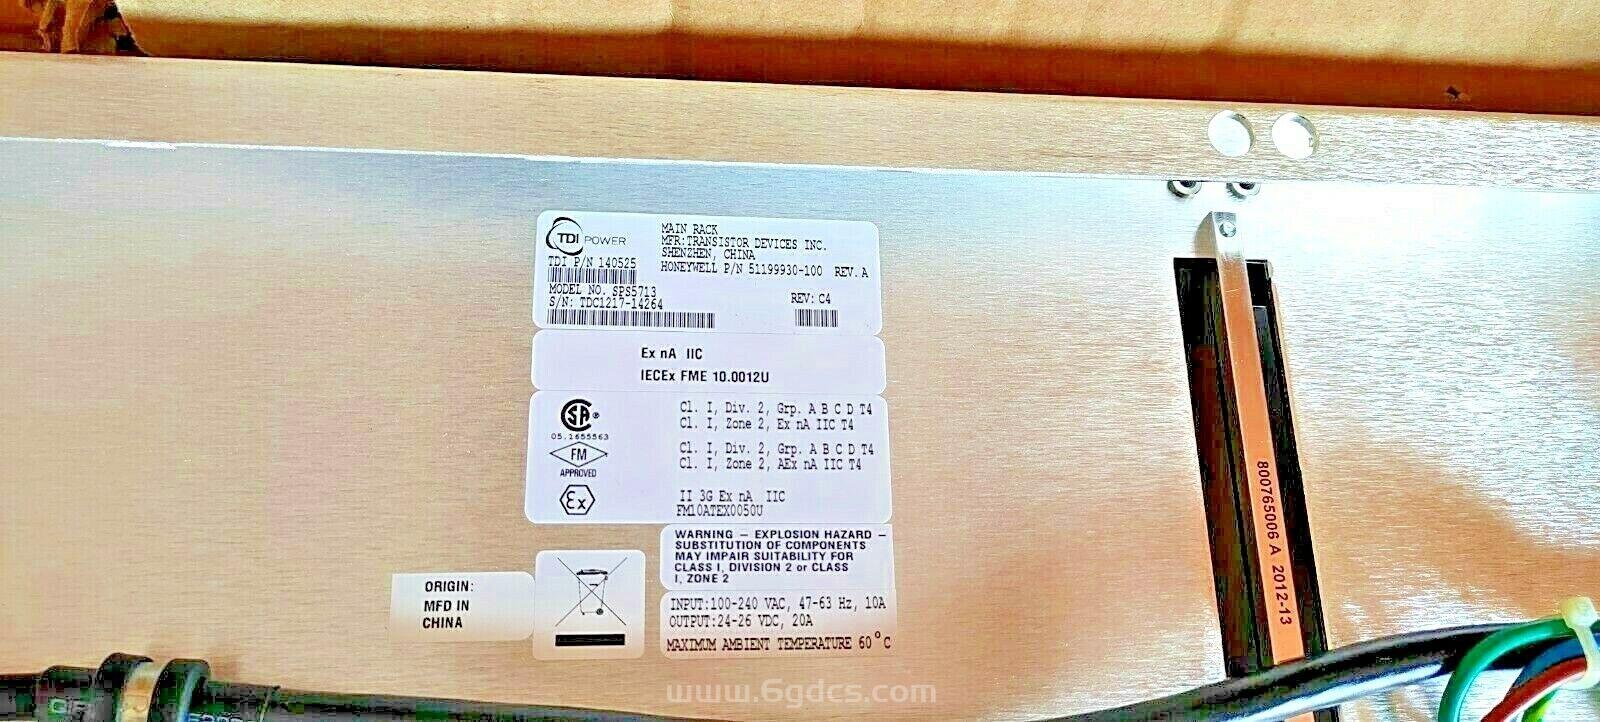 TDI POWER
MAIN RACK
MFR:TRANSISTOR DEVICES INC.
SHENZHEN, CHINA
TDI P/N 140525
HONEYWELL P/N 51199930-100 REV. A
MODEL NO. SPS5713
S/N: TDC1217-14264
REV: C4
Ex nA IIC
IECEx FME 10.0012U
SA ®
05.1655563
Cl. I, Div. 2, Grp. A B C D T4
Cl. I, Zone 2, Ex nA IIC T4
FM
APPROVED
Cl. I, Div. 2, Grp. A B C D T4
Cl. I, Zone 2, AEx nA IIC T4
Ex
II 3G Ex nA IIC
FM10ATEX0050U
WARNING – EXPLOSION HAZARD –
SUBSTITUTION OF COMPONENTS
MAY IMPAIR SUITABILITY FOR
CLASS I, DIVISION 2 or CLASS
I, ZONE 2
ORIGIN:
MFD IN
CHINA
INPUT:100-240 VAC, 47-63 Hz, 10A
OUTPUT:24-26 VDC, 20A
MAXIMUM AMBIENT TEMPERATURE 60°C
800765006 A 2012-13
www.6gdcs.com